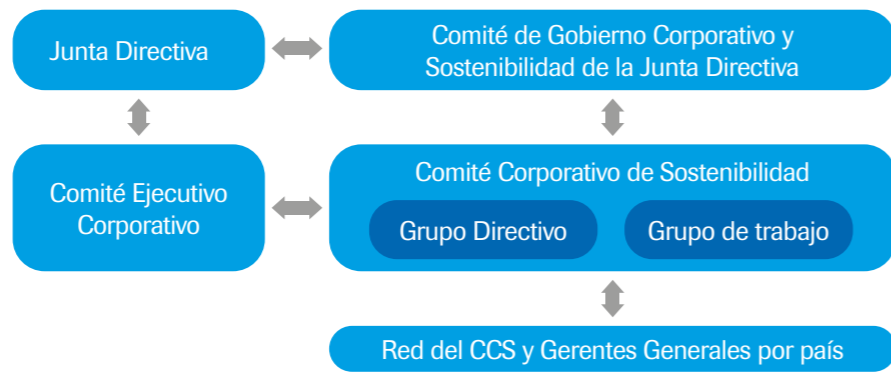 Junta Directiva
Comité de Gobierno Corporativo y
Sostenibilidad de la Junta Directiva
Comité Ejecutivo
Corporativo
Comité Corporativo de Sostenibilidad
Grupo Directivo
Grupo de trabajo
Red del CCS y Gerentes Generales por país